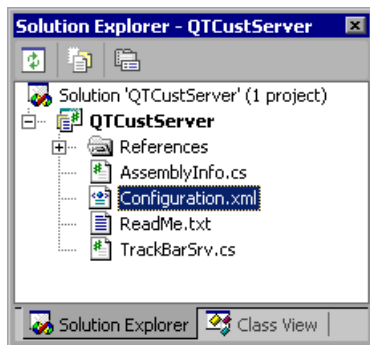 Solution Explorer - QTCustServer
Solution 'QTCustServer' (1 project)
QTCustServer
References
AssemblyInfo.cs
Configuration.xml
ReadMe.txt
TrackBarSrv.cs
Solution Explorer Class View